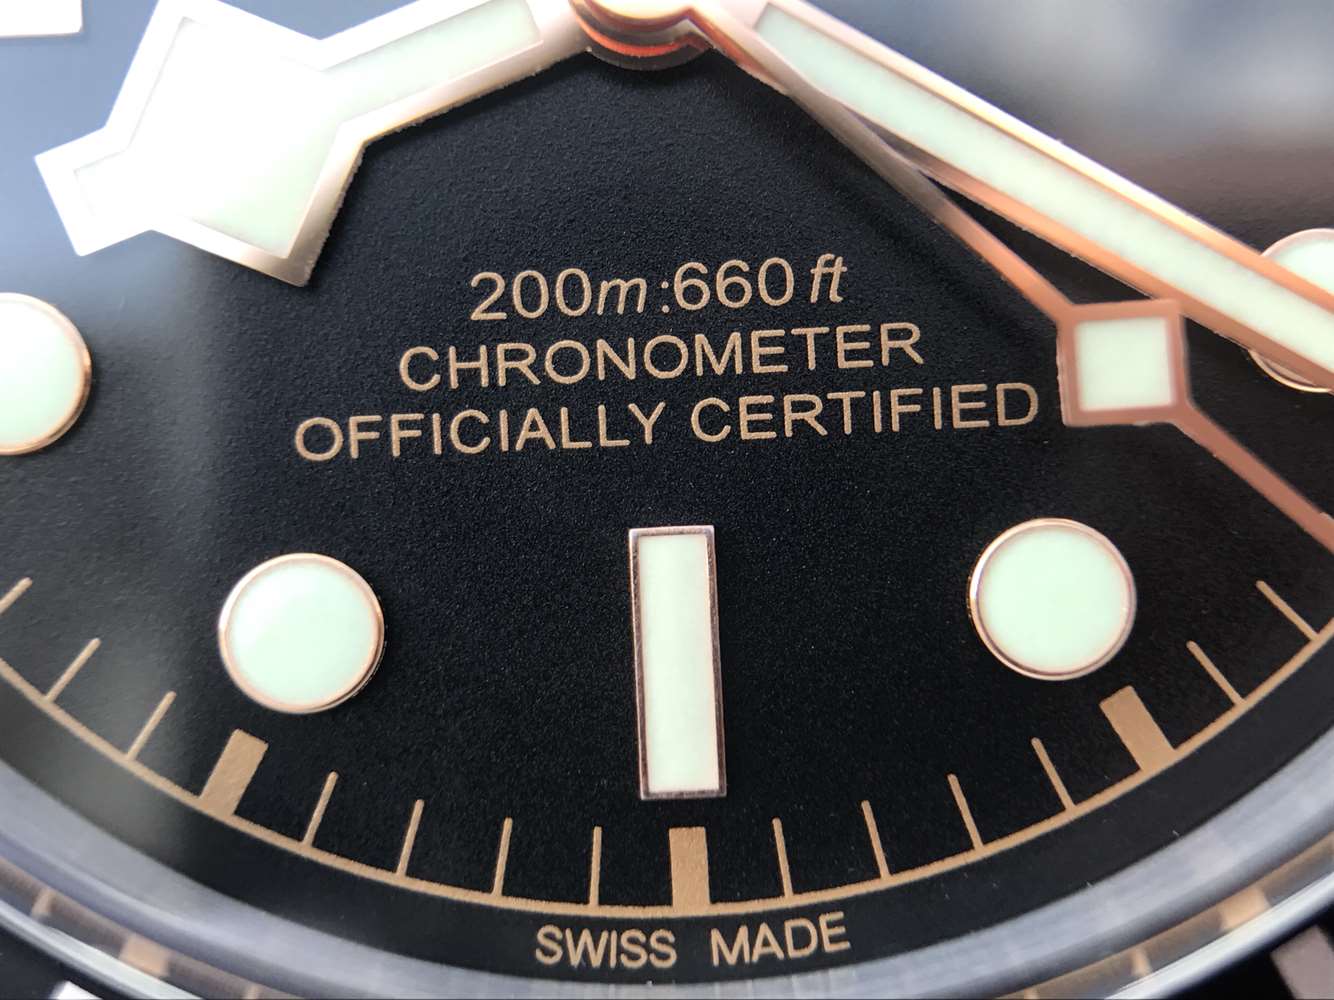 200m:660ft
CHRONOMETER
OFFICIALLY CERTIFIED
SWISS MADE